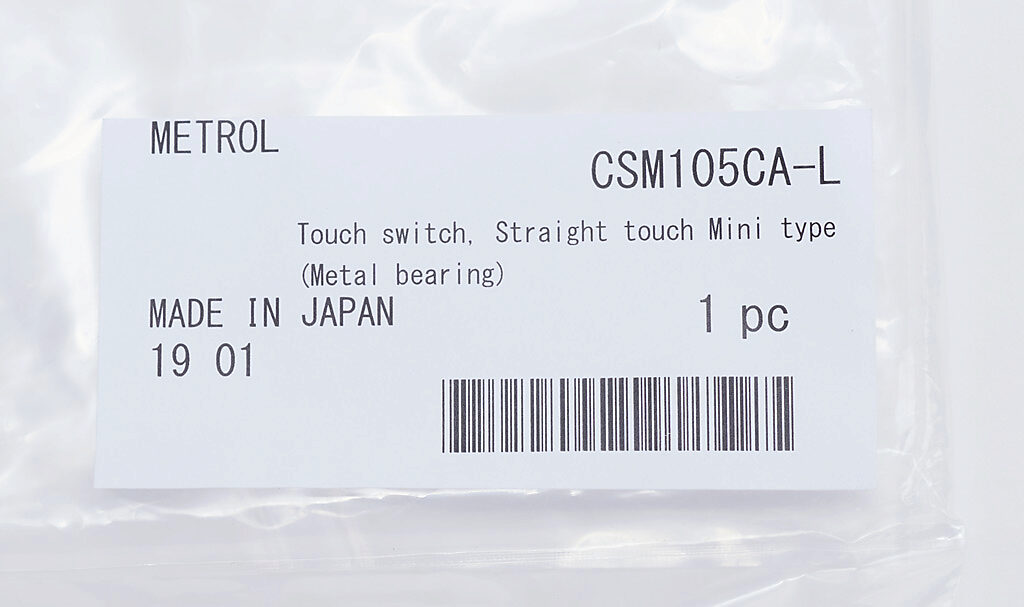 METROL
CSM105CA-L
Touch switch, Straight touch Mini type
(Metal bearing)
MADE IN JAPAN
1 pc
19 01